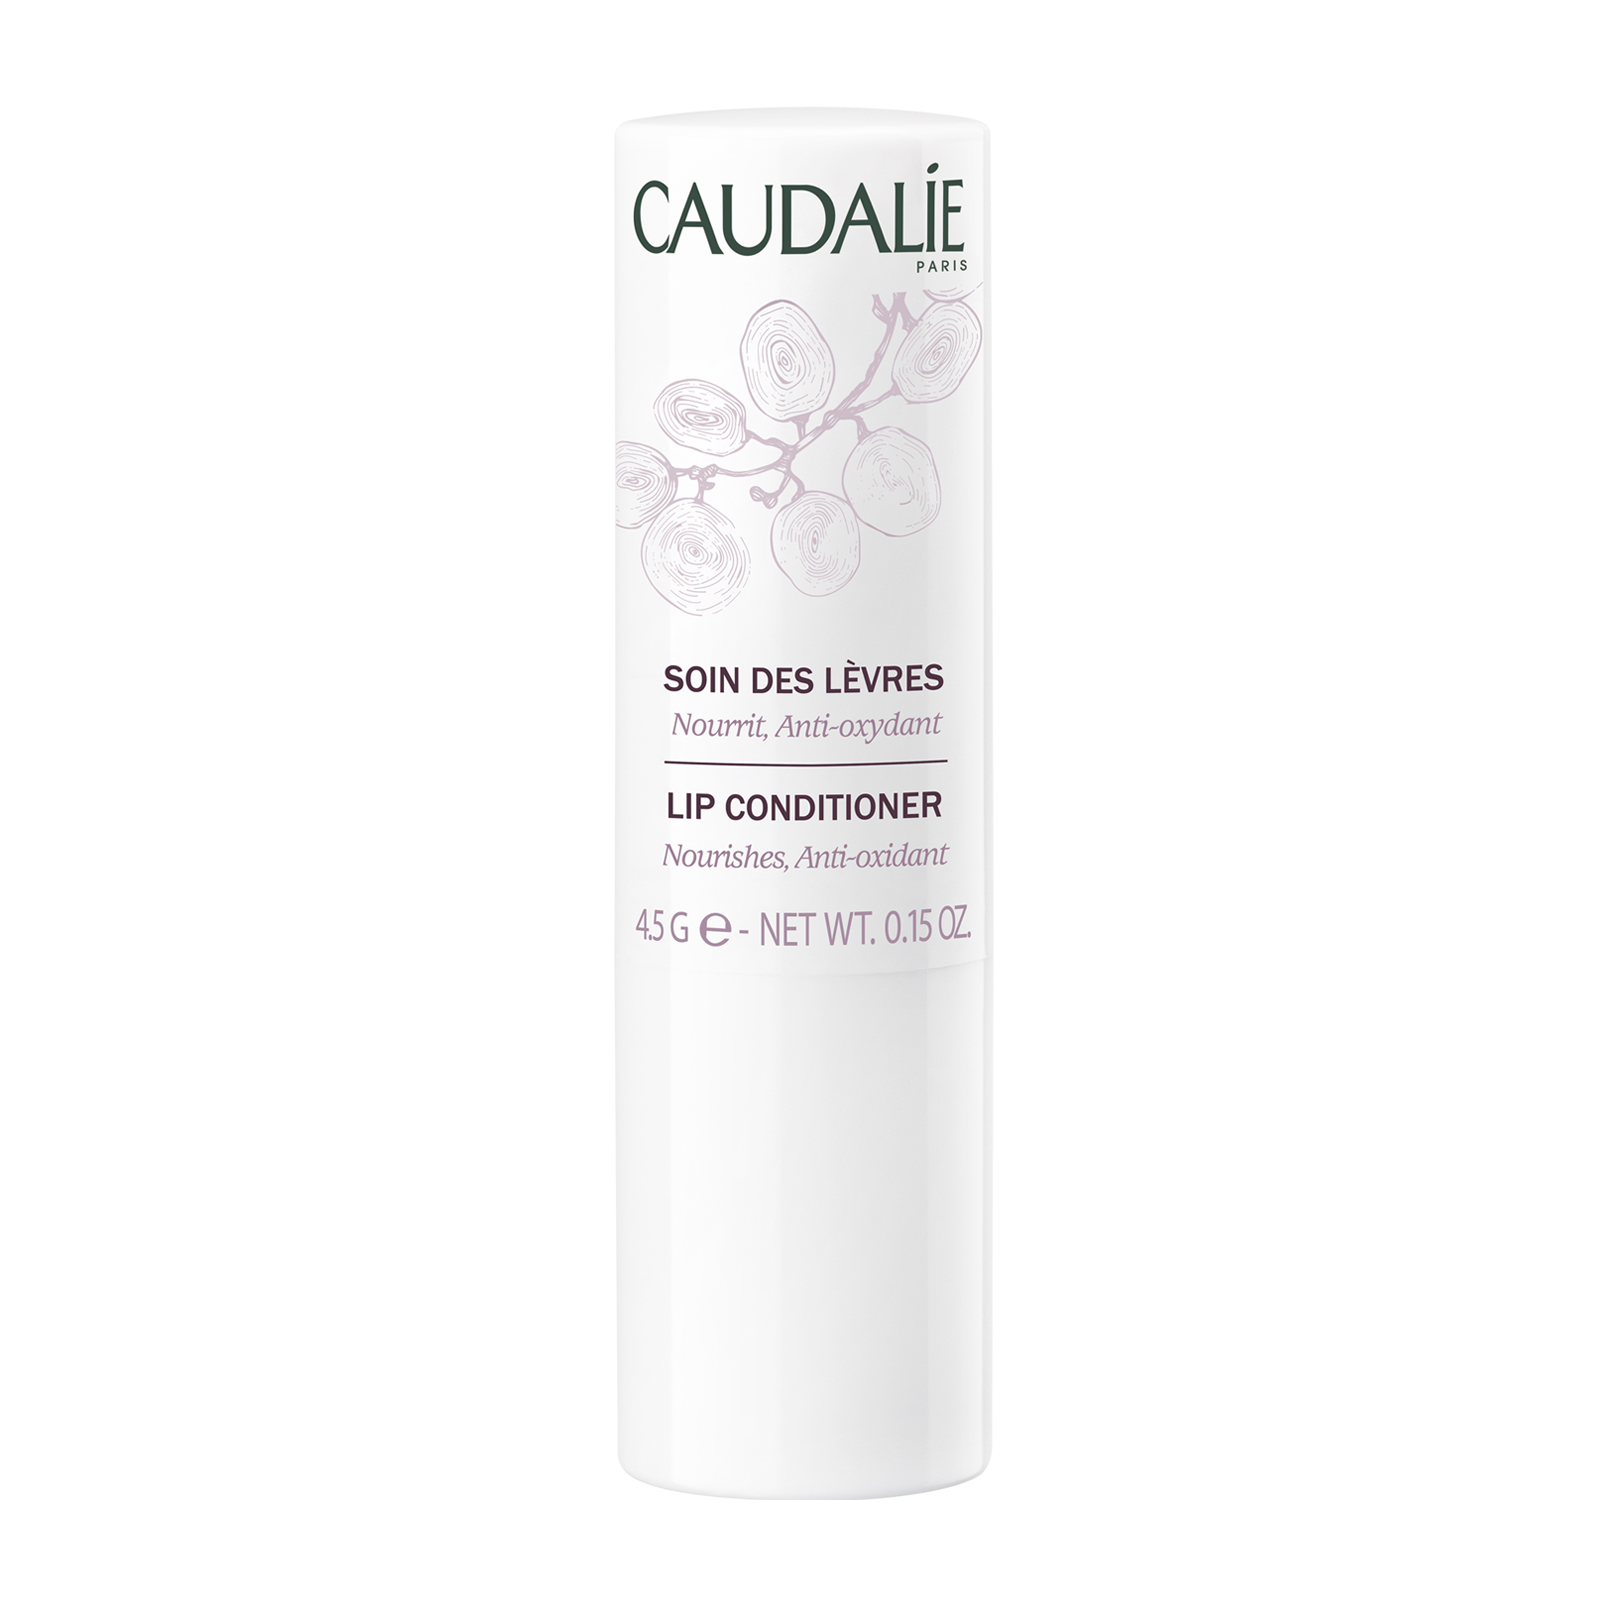 CAUDALÍE
PARIS
SOIN DES LÈVRES
Nourrit, Anti-oxydant
LIP CONDITIONER
Nourishes, Anti-oxidant
4.5 G ℮ - NET WT. 0.15 OZ.